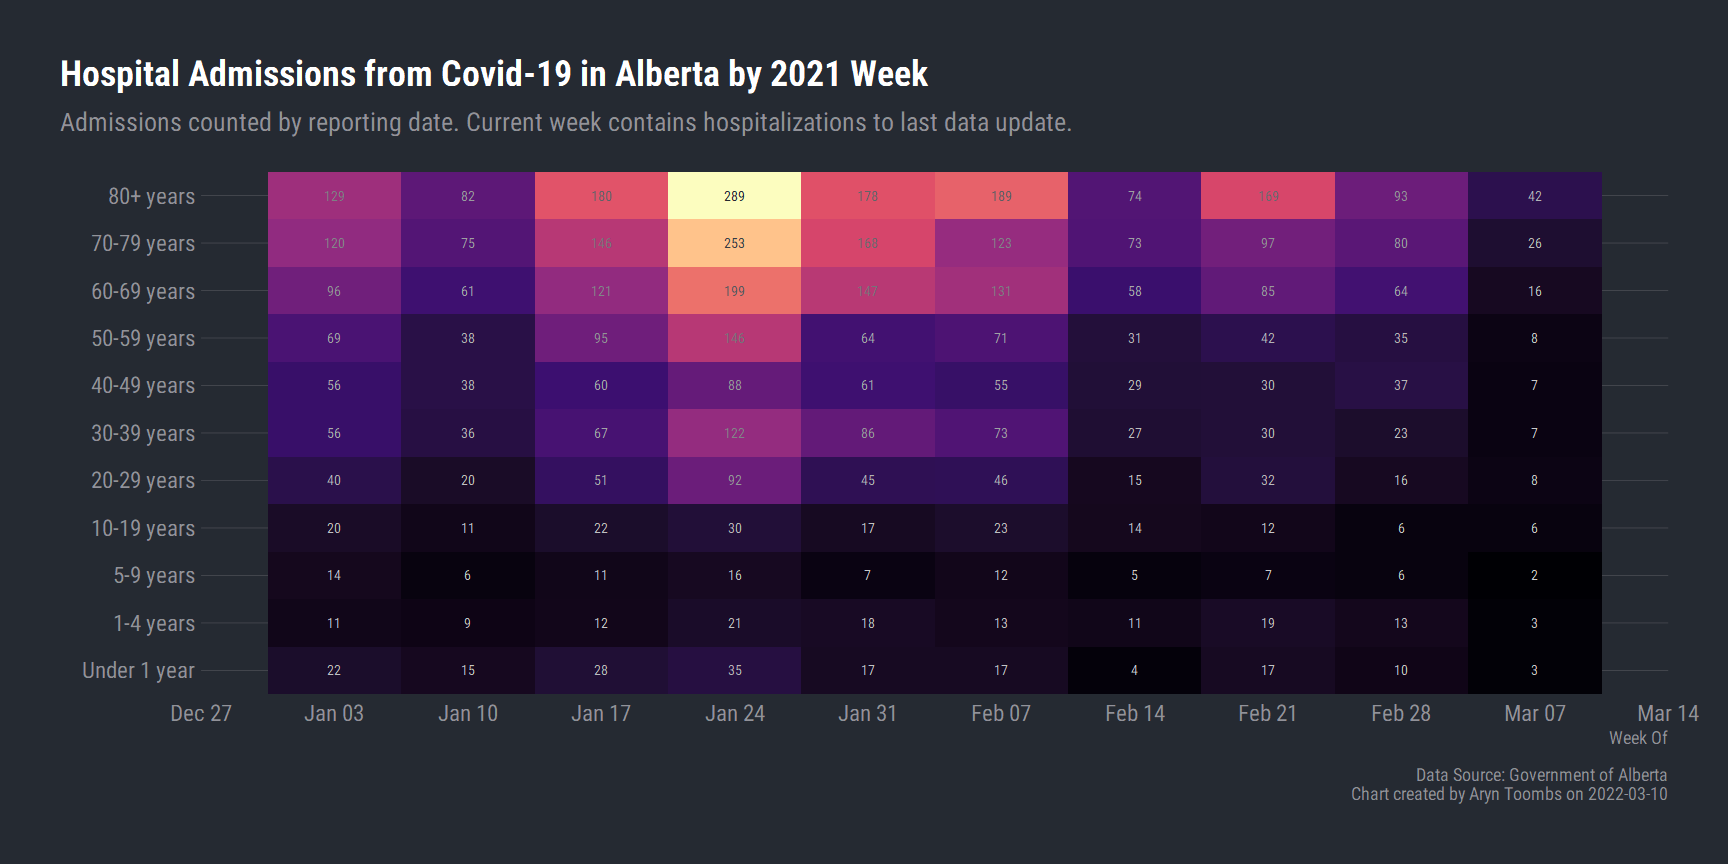 Hospital Admissions from Covid-19 in Alberta by 2021 Week
Admissions counted by reporting date. Current week contains hospitalizations to last data update.
80+ years 129 82 180 289 178 189 74 169 93 42
70-79 years 120 75 146 253 168 123 73 97 80 26
60-69 years 96 61 121 199 147 131 58 85 64 16
50-59 years 69 38 95 146 64 71 31 42 35 8
40-49 years 56 38 60 88 61 55 29 30 37 7
30-39 years 56 36 67 122 86 73 27 30 23 7
20-29 years 40 20 51 92 45 46 15 32 16 8
10-19 years 20 11 22 30 17 23 14 12 6 6
5-9 years 14 6 11 16 7 12 5 7 6 2
1-4 years 11 9 12 21 18 13 11 19 13 3
Under 1 year 22 15 28 35 17 17 4 17 10 3
Dec 27 Jan 03 Jan 10 Jan 17 Jan 24 Jan 31 Feb 07 Feb 14 Feb 21 Feb 28 Mar 07 Mar 14
Week Of
Data Source: Government of Alberta
Chart created by Aryn Toombs on 2022-03-10